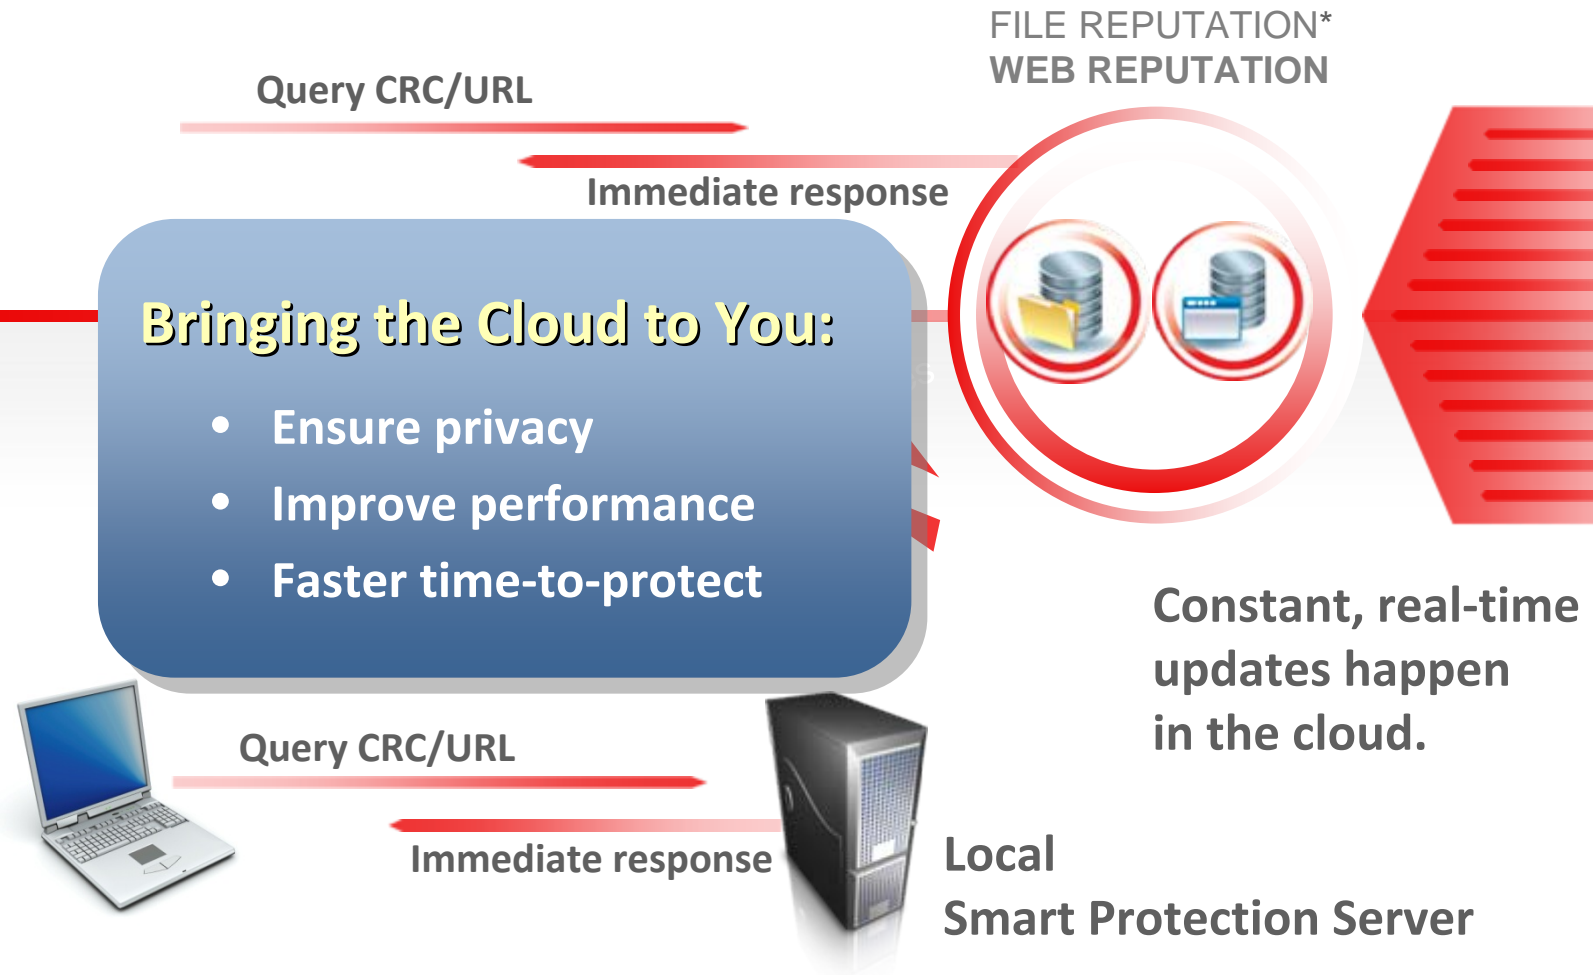 FILE REPUTATION*
WEB REPUTATION
Query CRC/URL
Immediate response
Bringing the Cloud to You:
• Ensure privacy
• Improve performance
• Faster time-to-protect
Constant, real-time
updates happen
in the cloud.
Query CRC/URL
Immediate response
Local
Smart Protection Server